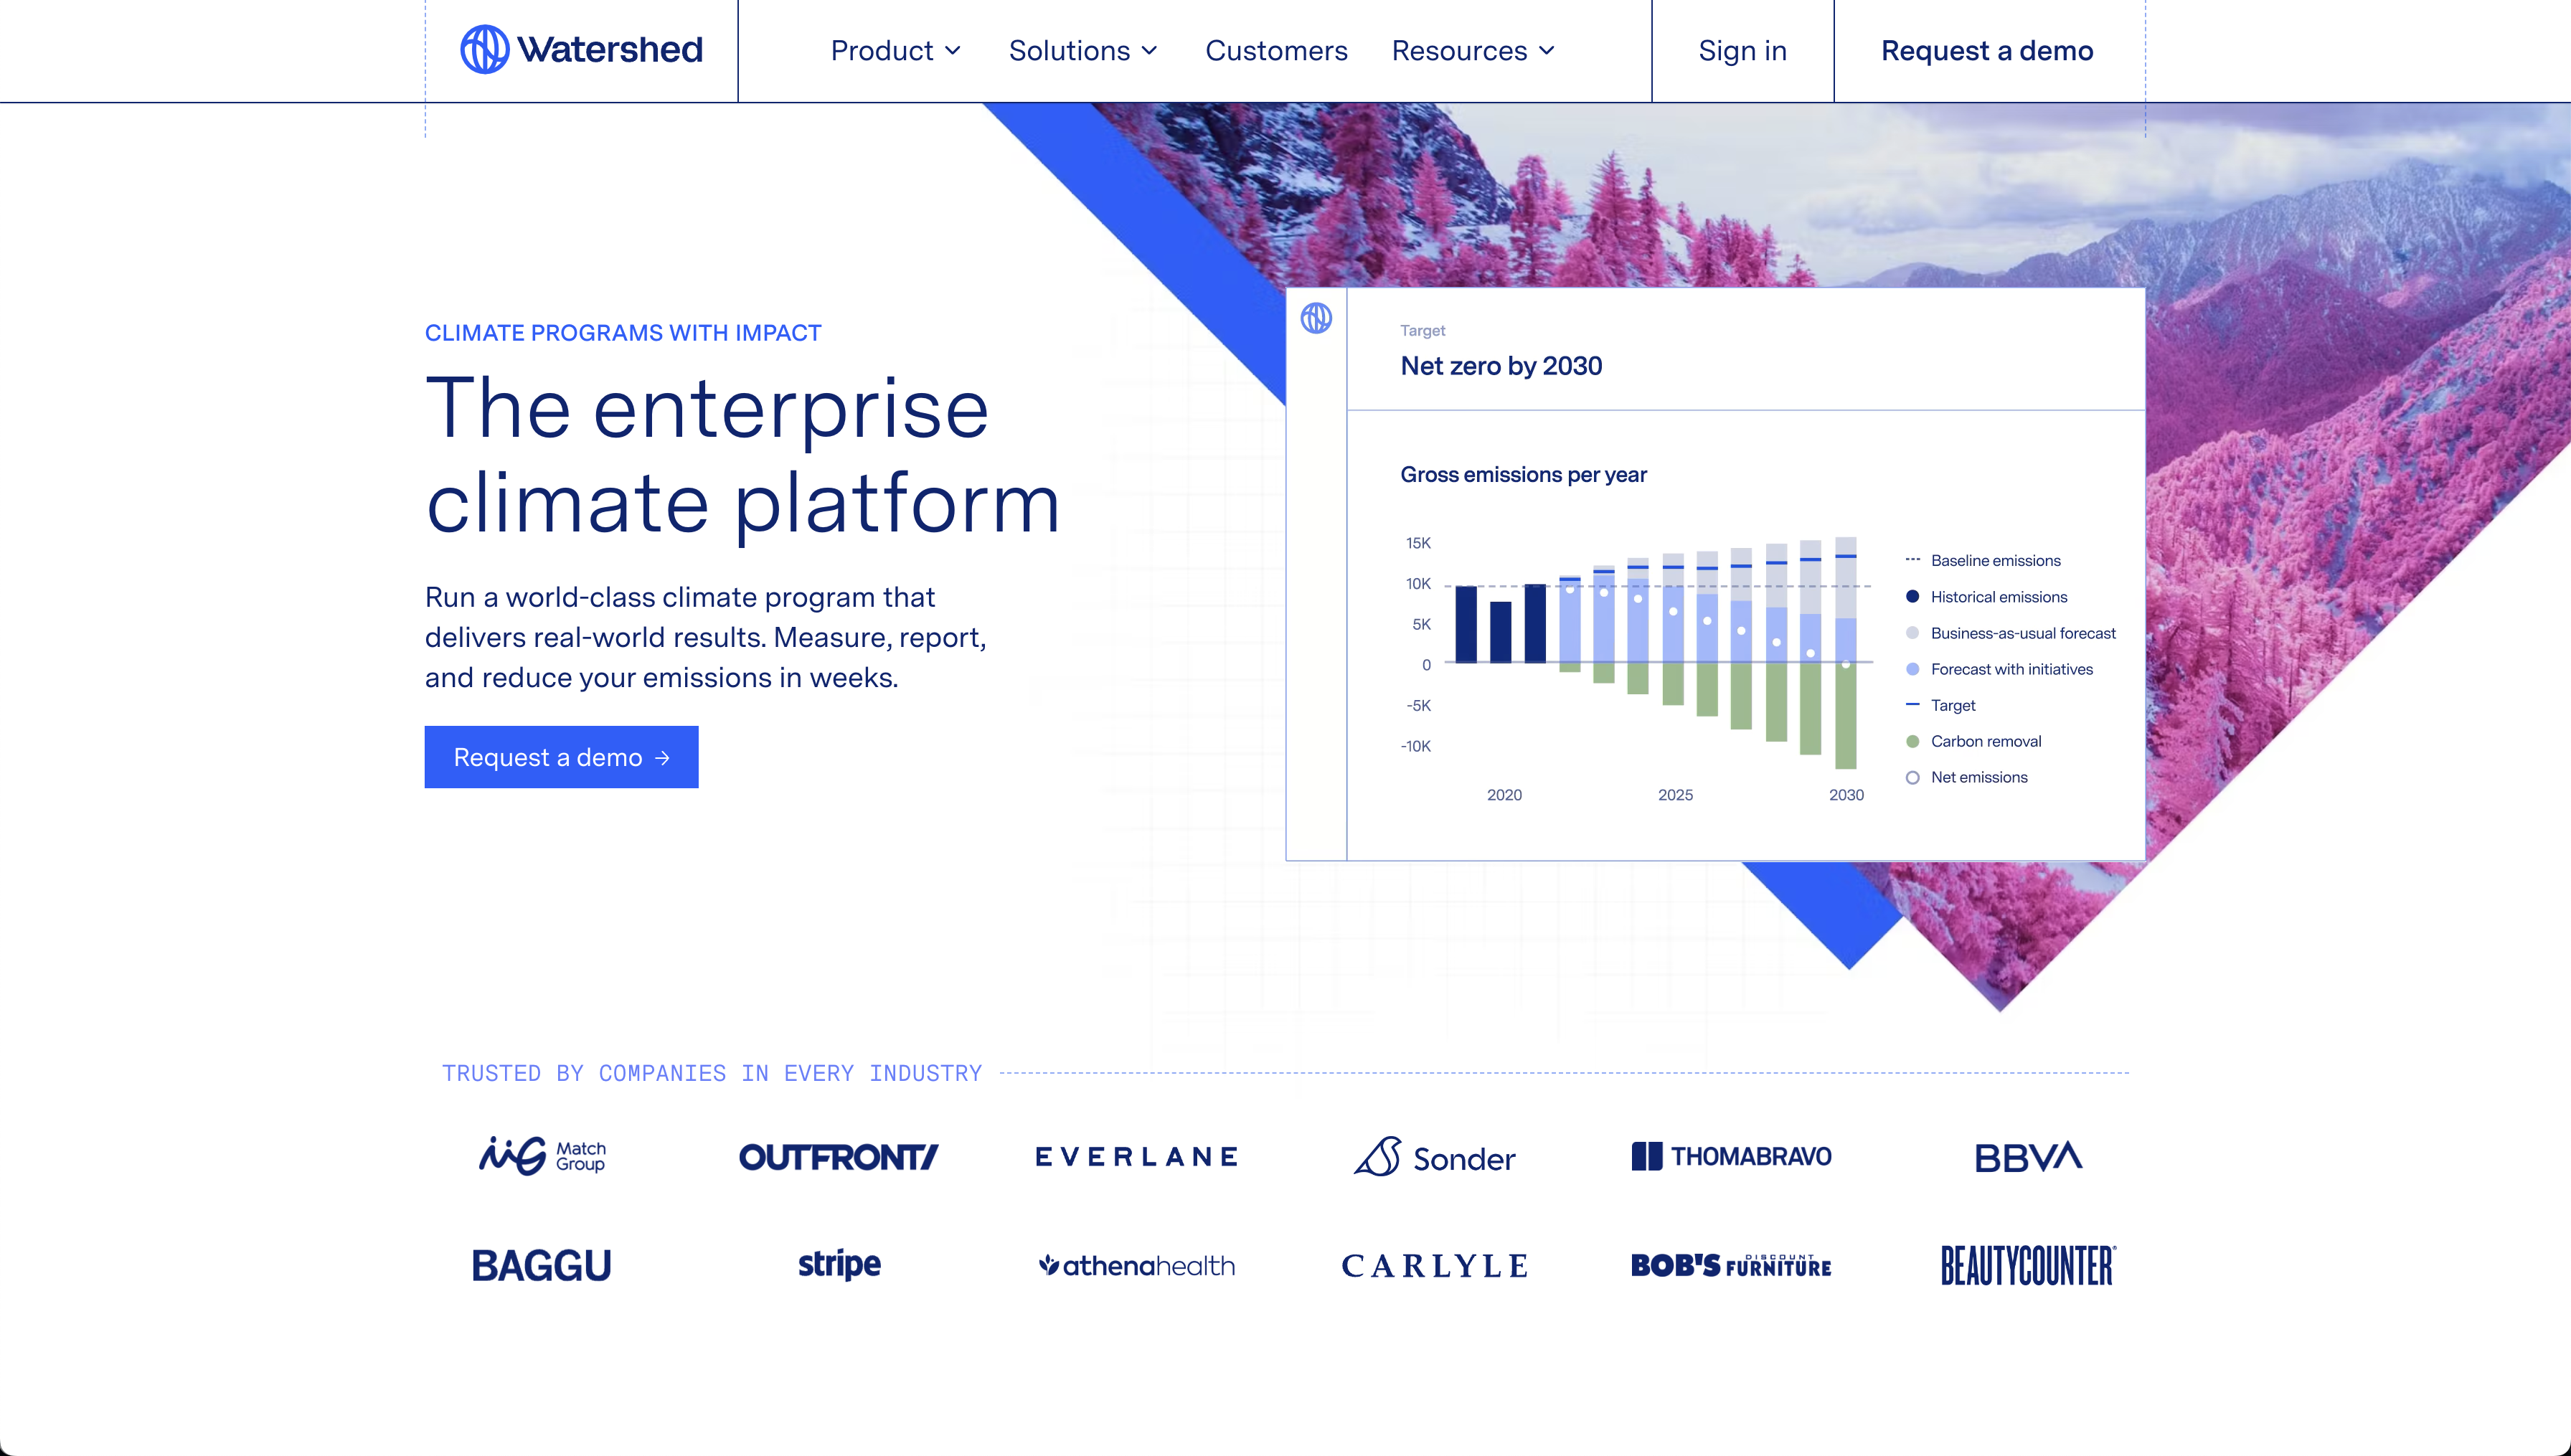 Watershed
Product
Solutions
Customers
Resources
Sign in
Request a demo
CLIMATE PROGRAMS WITH IMPACT
The enterprise
climate platform
Run a world-class climate program that
delivers real-world results. Measure, report,
and reduce your emissions in weeks.
Request a demo →
Target
Net zero by 2030
Gross emissions per year
15K
10K
5K
0
-5K
-10K
2020
2025
2030
Baseline emissions
Historical emissions
Business-as-usual forecast
Forecast with initiatives
Target
Carbon removal
Net emissions
TRUSTED BY COMPANIES IN EVERY INDUSTRY
Match
Group
OUTFRONT/
EVERLANE
Sonder
THOMABRAVO
BBVA
BAGGU
stripe
athenahealth
CARLYLE
BOB'S DISCOUNT FURNITURE
BEAUTYCOUNTER